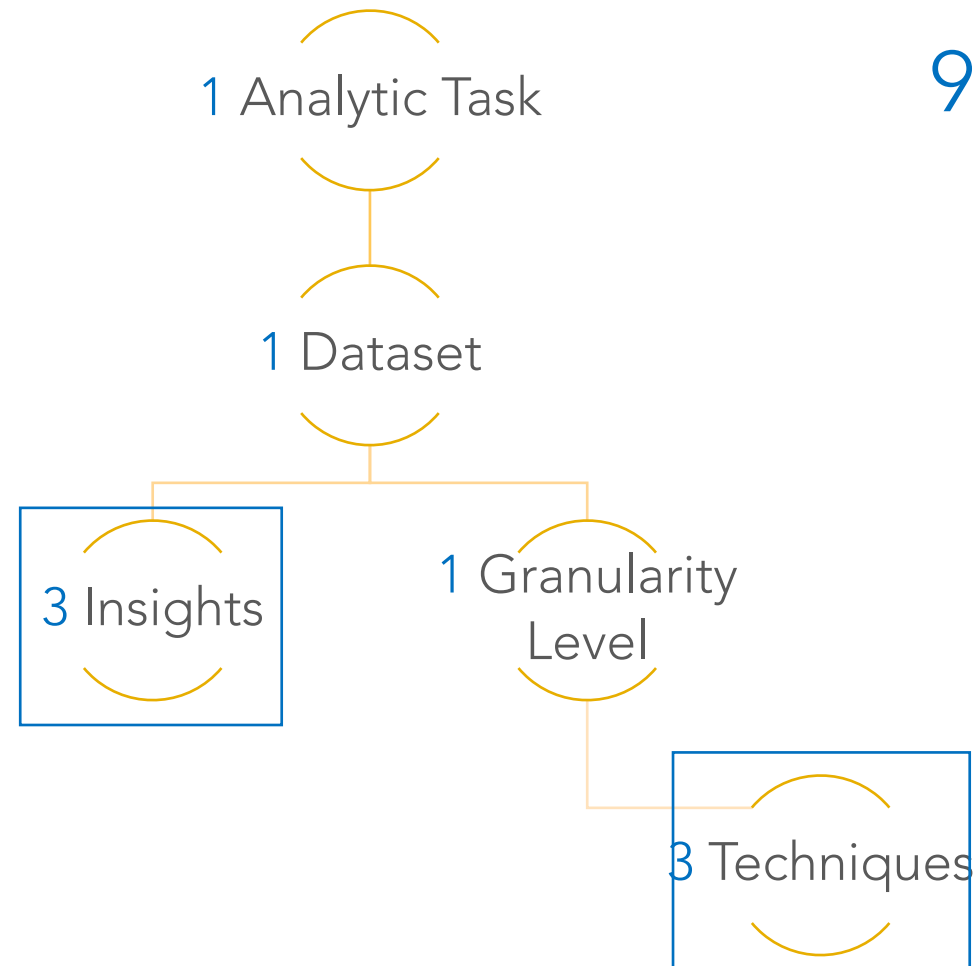 1 Analytic Task
9
1 Dataset
3 Insights
1 Granularity
Level
3 Techniques